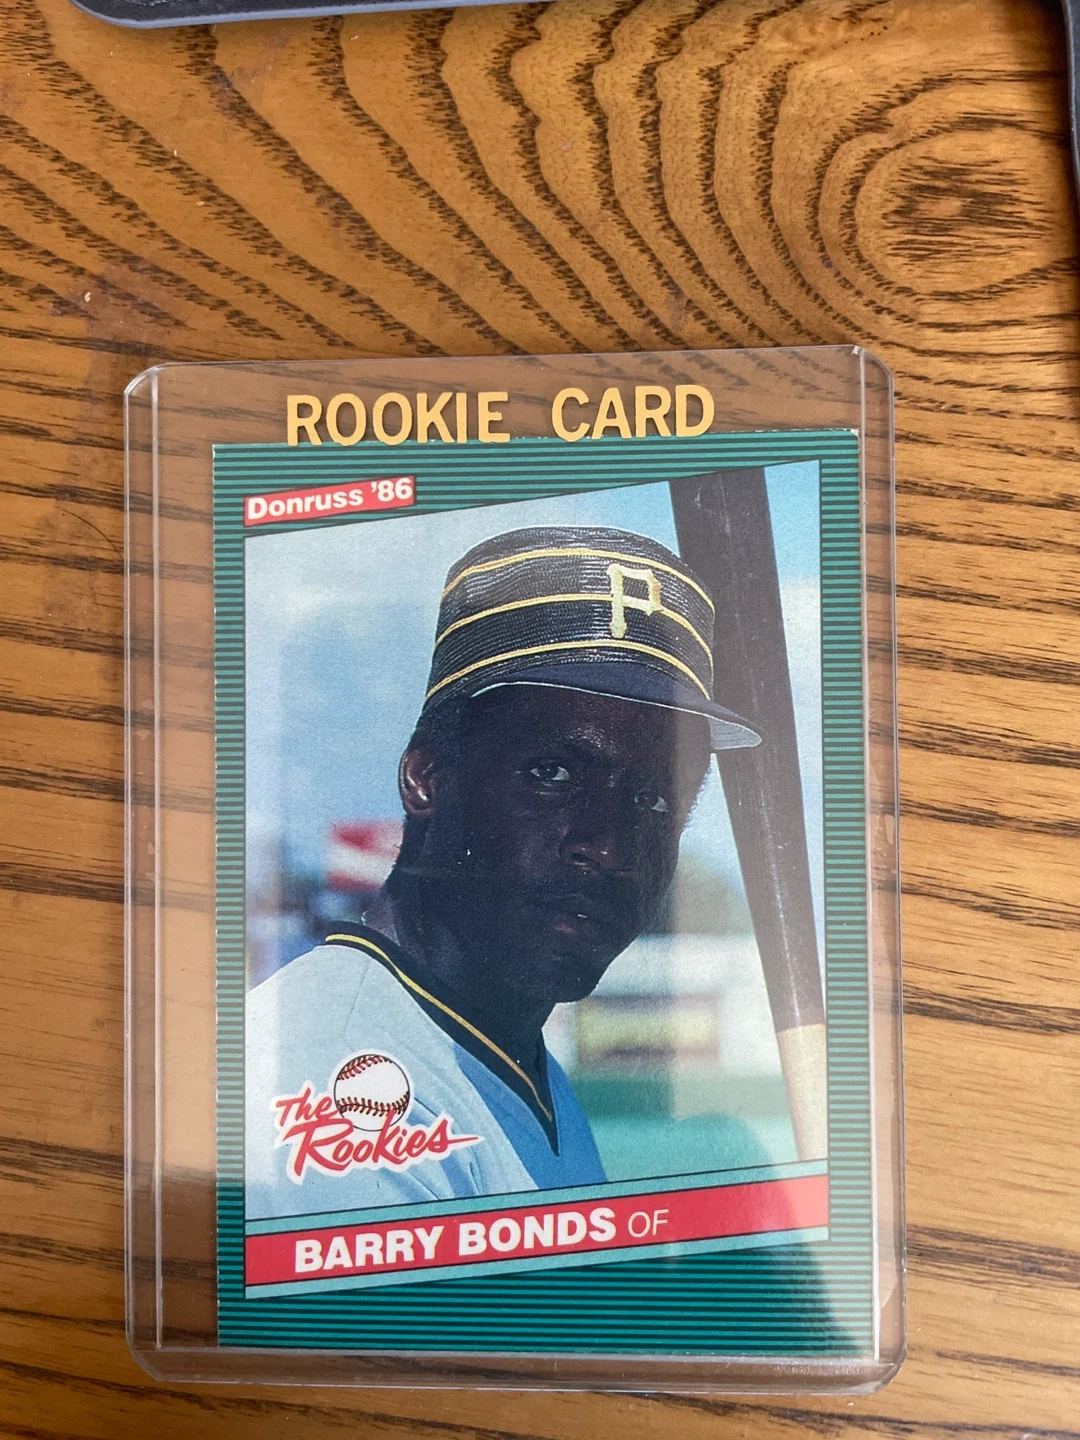 ROOKIE CARD
Donruss '86
P
The
Rookies
BARRY BONDS OF